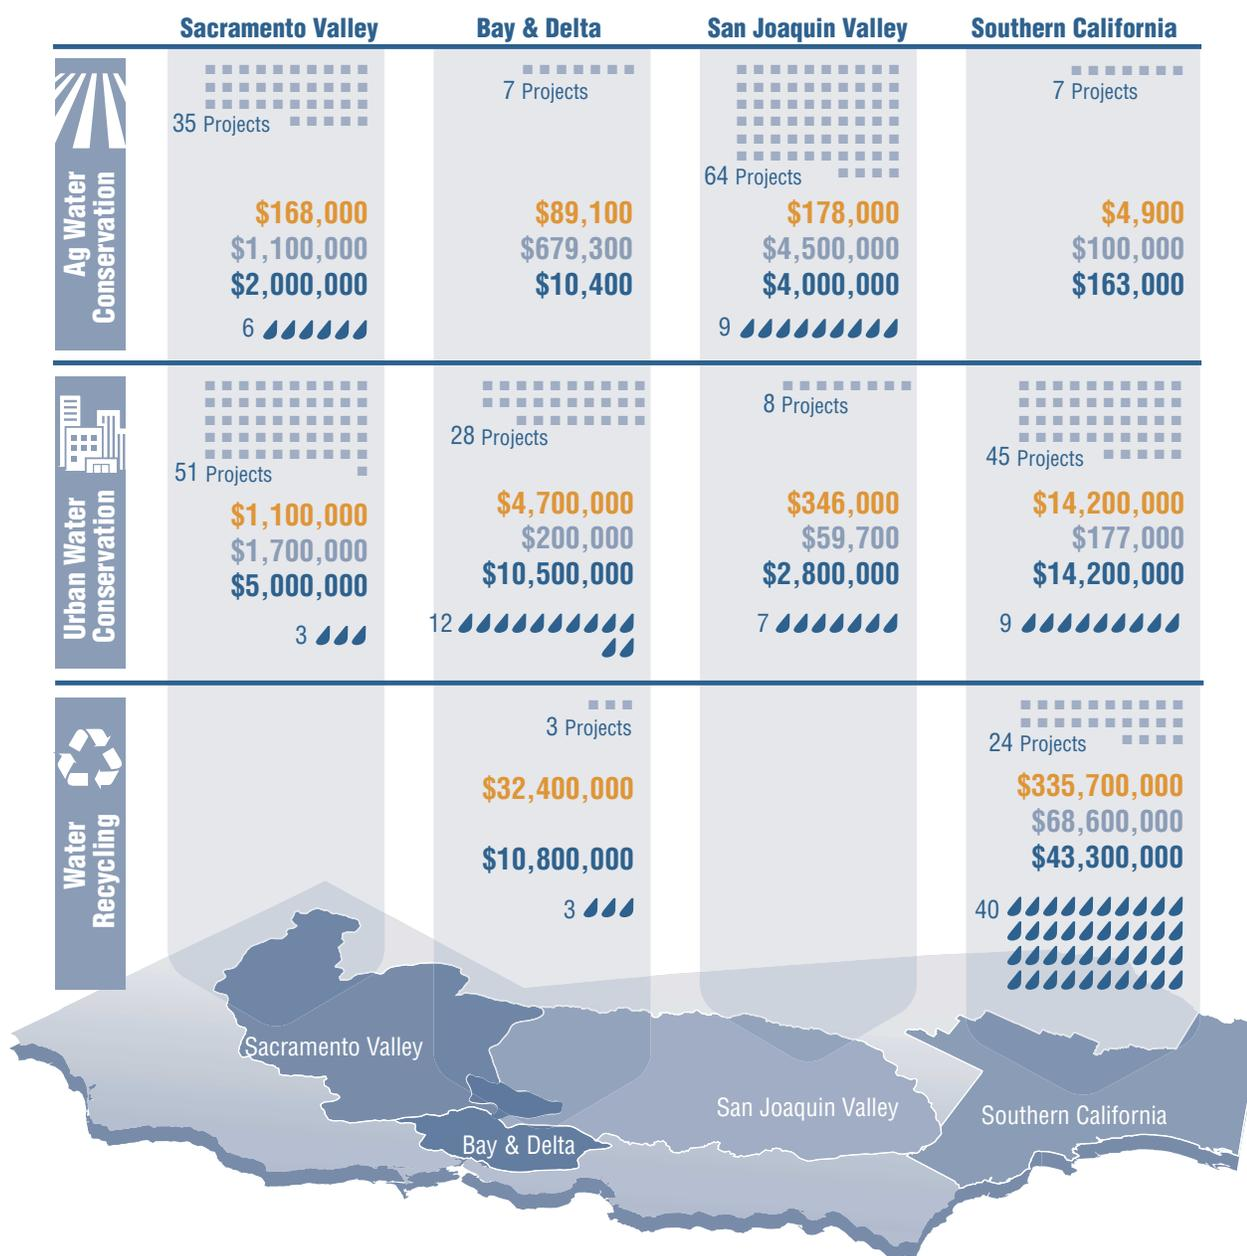 Sacramento Valley
Bay & Delta
San Joaquin Valley
Southern California
Ag Water
Conservation
35 Projects
$168,000
$1,100,000
$2,000,000
6
7 Projects
$89,100
$679,300
$10,400
64 Projects
$178,000
$4,500,000
$4,000,000
9
7 Projects
$4,900
$100,000
$163,000
Urban Water
Conservation
51 Projects
$1,100,000
$1,700,000
$5,000,000
3
28 Projects
$4,700,000
$200,000
$10,500,000
12
8 Projects
$346,000
$59,700
$2,800,000
7
45 Projects
$14,200,000
$177,000
$14,200,000
9
Water
Recycling
3 Projects
$32,400,000
$10,800,000
3
24 Projects
$335,700,000
$68,600,000
$43,300,000
40
Sacramento Valley
Bay & Delta
San Joaquin Valley
Southern California